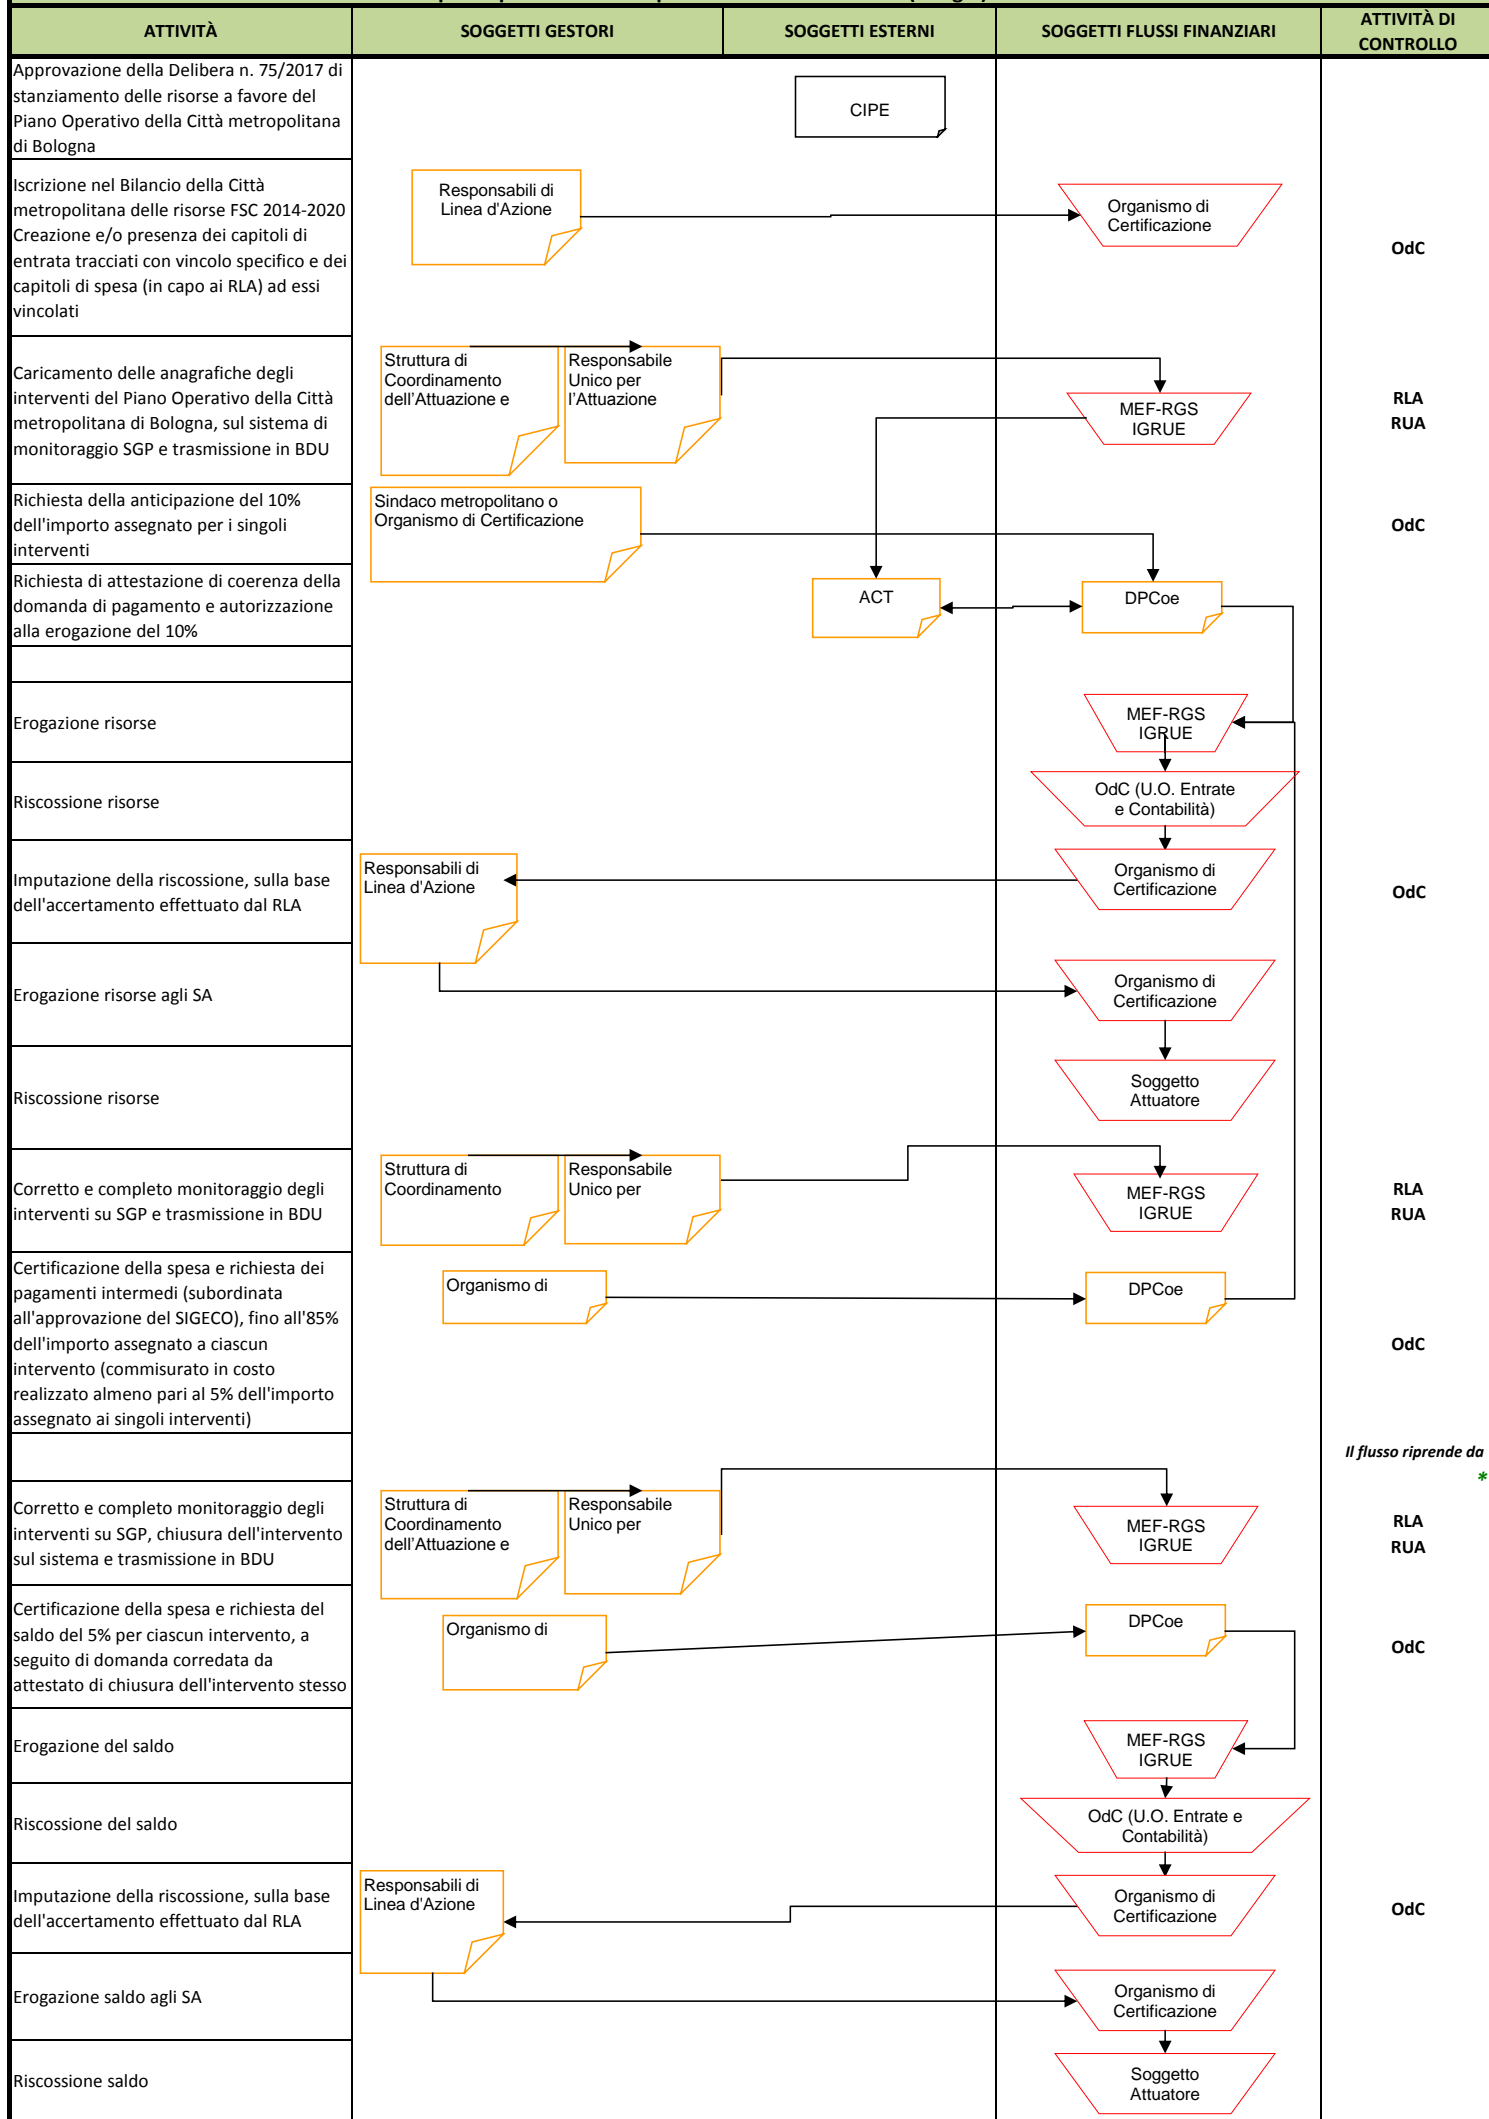 ATTIVITÀ
SOGGETTI GESTORI
SOGGETTI ESTERNI
SOGGETTI FLUSSI FINANZIARI
ATTIVITÀ DI
CONTROLLO
Approvazione della Delibera n. 75/2017 di
stanziamento delle risorse a favore del
Piano Operativo della Città metropolitana
di Bologna
CIPE
Iscrizione nel Bilancio della Città
metropolitana delle risorse FSC 2014-2020
Creazione e/o presenza dei capitoli di
entrata tracciati con vincolo specifico e dei
capitoli di spesa (in capo ai RLA) ad essi
vincolati
Responsabili di
Linea d'Azione
Organismo di
Certificazione
OdC
Caricamento delle anagrafiche degli
interventi del Piano Operativo della Città
metropolitana di Bologna, sul sistema di
monitoraggio SGP e trasmissione in BDU
Struttura di
Coordinamento
dell'Attuazione e
Responsabile
Unico per
l'Attuazione
MEF-RGS
IGRUE
RLA
RUA
Richiesta della anticipazione del 10%
dell'importo assegnato per i singoli
interventi
Sindaco metropolitano o
Organismo di Certificazione
OdC
Richiesta di attestazione di coerenza della
domanda di pagamento e autorizzazione
alla erogazione del 10%
ACT
DPCoe
Erogazione risorse
MEF-RGS
IGRUE
Riscossione risorse
OdC (U.O. Entrate
e Contabilità)
Imputazione della riscossione, sulla base
dell'accertamento effettuato dal RLA
Responsabili di
Linea d'Azione
Organismo di
Certificazione
OdC
Erogazione risorse agli SA
Organismo di
Certificazione
Riscossione risorse
Soggetto
Attuatore
Corretto e completo monitoraggio degli
interventi su SGP e trasmissione in BDU
Struttura di
Coordinamento
Responsabile
Unico per
MEF-RGS
IGRUE
RLA
RUA
Certificazione della spesa e richiesta dei
pagamenti intermedi (subordinata
all'approvazione del SIGECO), fino all'85%
dell'importo assegnato a ciascun
intervento (commisurato in costo
realizzato almeno pari al 5% dell'importo
assegnato ai singoli interventi)
Organismo di
DPCoe
OdC
Il flusso riprende da
*
Corretto e completo monitoraggio degli
interventi su SGP, chiusura dell'intervento
sul sistema e trasmissione in BDU
Struttura di
Coordinamento
dell'Attuazione e
Responsabile
Unico per
MEF-RGS
IGRUE
RLA
RUA
Certificazione della spesa e richiesta del
saldo del 5% per ciascun intervento, a
seguito di domanda corredata da
attestato di chiusura dell'intervento stesso
Organismo di
DPCoe
OdC
Erogazione del saldo
MEF-RGS
IGRUE
Riscossione del saldo
OdC (U.O. Entrate e
Contabilità)
Imputazione della riscossione, sulla base
dell'accertamento effettuato dal RLA
Responsabili di
Linea d'Azione
Organismo di
Certificazione
OdC
Erogazione saldo agli SA
Organismo di
Certificazione
Riscossione saldo
Soggetto
Attuatore